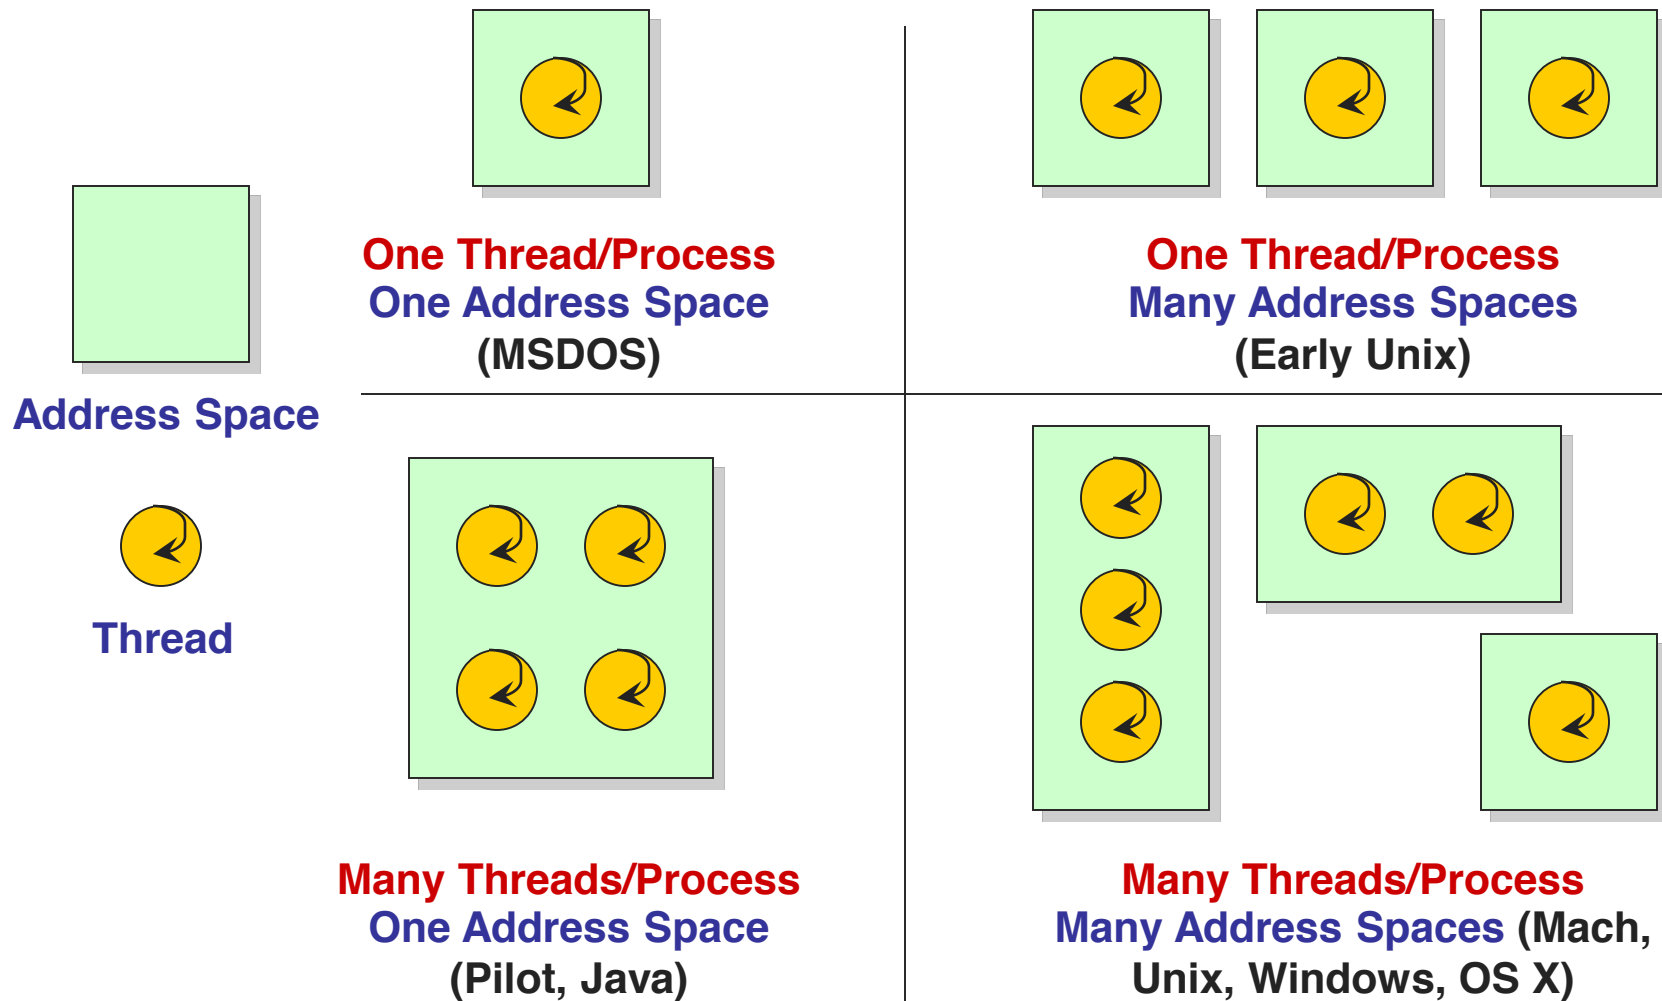 Address Space
Thread
One Thread/Process
One Address Space
(MSDOS)
One Thread/Process
Many Address Spaces
(Early Unix)
Many Threads/Process
One Address Space
(Pilot, Java)
Many Threads/Process
Many Address Spaces (Mach,
Unix, Windows, OS X)